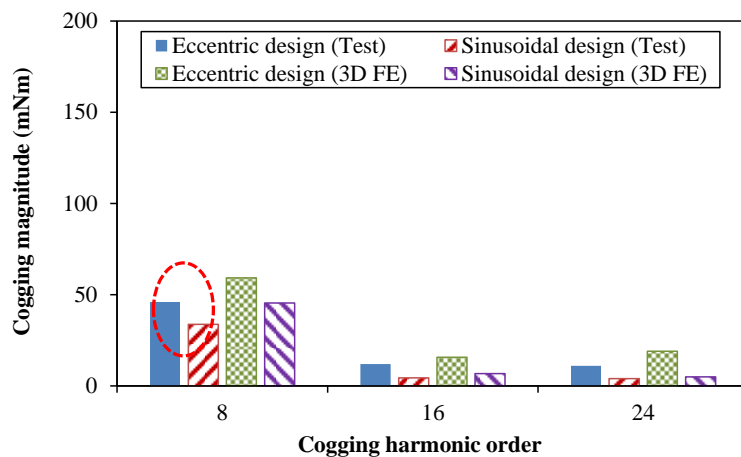 200
150
100
50
0
Cogging magnitude (mNm)
Eccentric design (Test)
Sinusoidal design (Test)
Eccentric design (3D FE)
Sinusoidal design (3D FE)
8
16
24
Cogging harmonic order